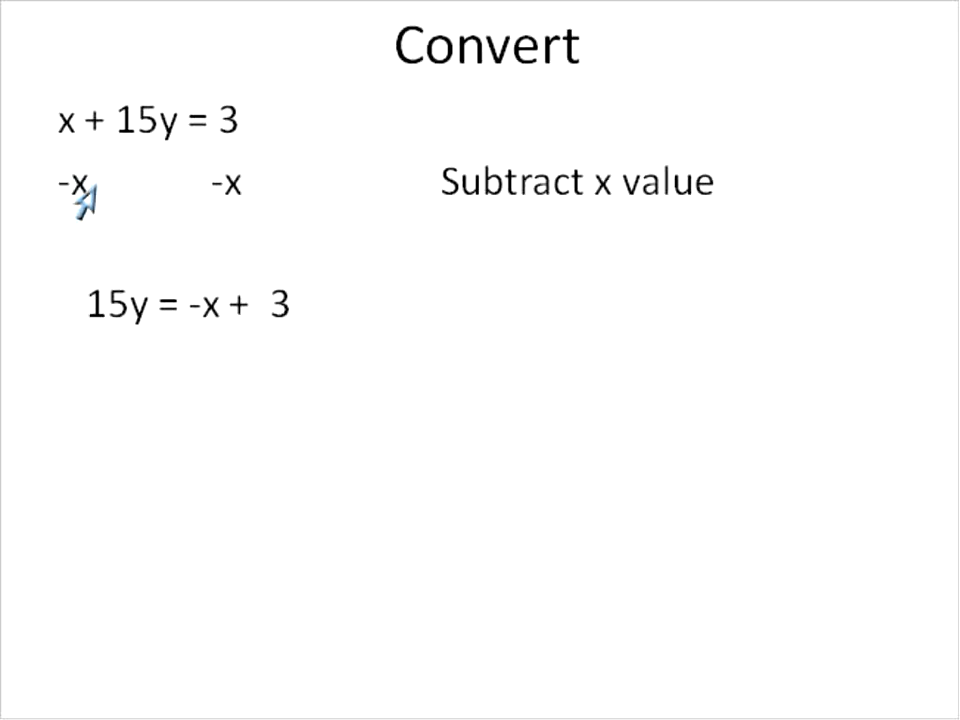 Convert
x + 15y = 3
-x -x Subtract x value
15y = -x + 3